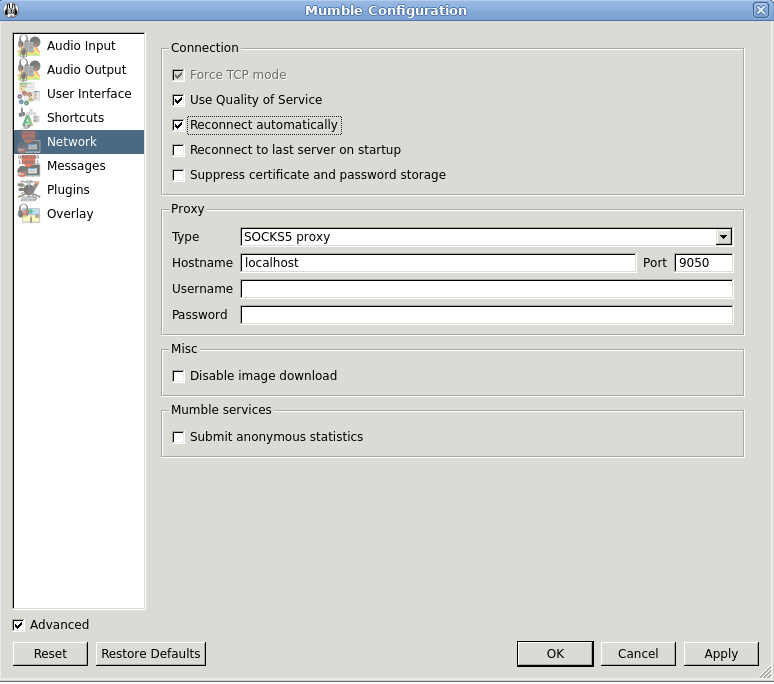 Mumble Configuration
Audio Input
Audio Output
User Interface
Shortcuts
Network
Messages
Plugins
Overlay
Advanced
Connection
Force TCP mode
Use Quality of Service
Reconnect automatically
Reconnect to last server on startup
Suppress certificate and password storage
Proxy
Type SOCKS5 proxy
Hostname localhost Port 9050
Username
Password
Misc
Disable image download
Mumble services
Submit anonymous statistics
Reset Restore Defaults OK Cancel Apply